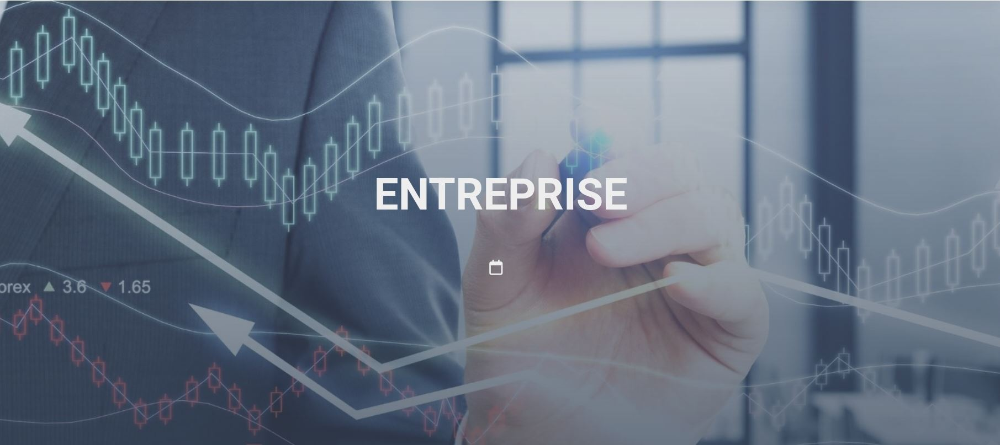 ENTREPRISE
orex ▲ 3.6 ▼ 1.65